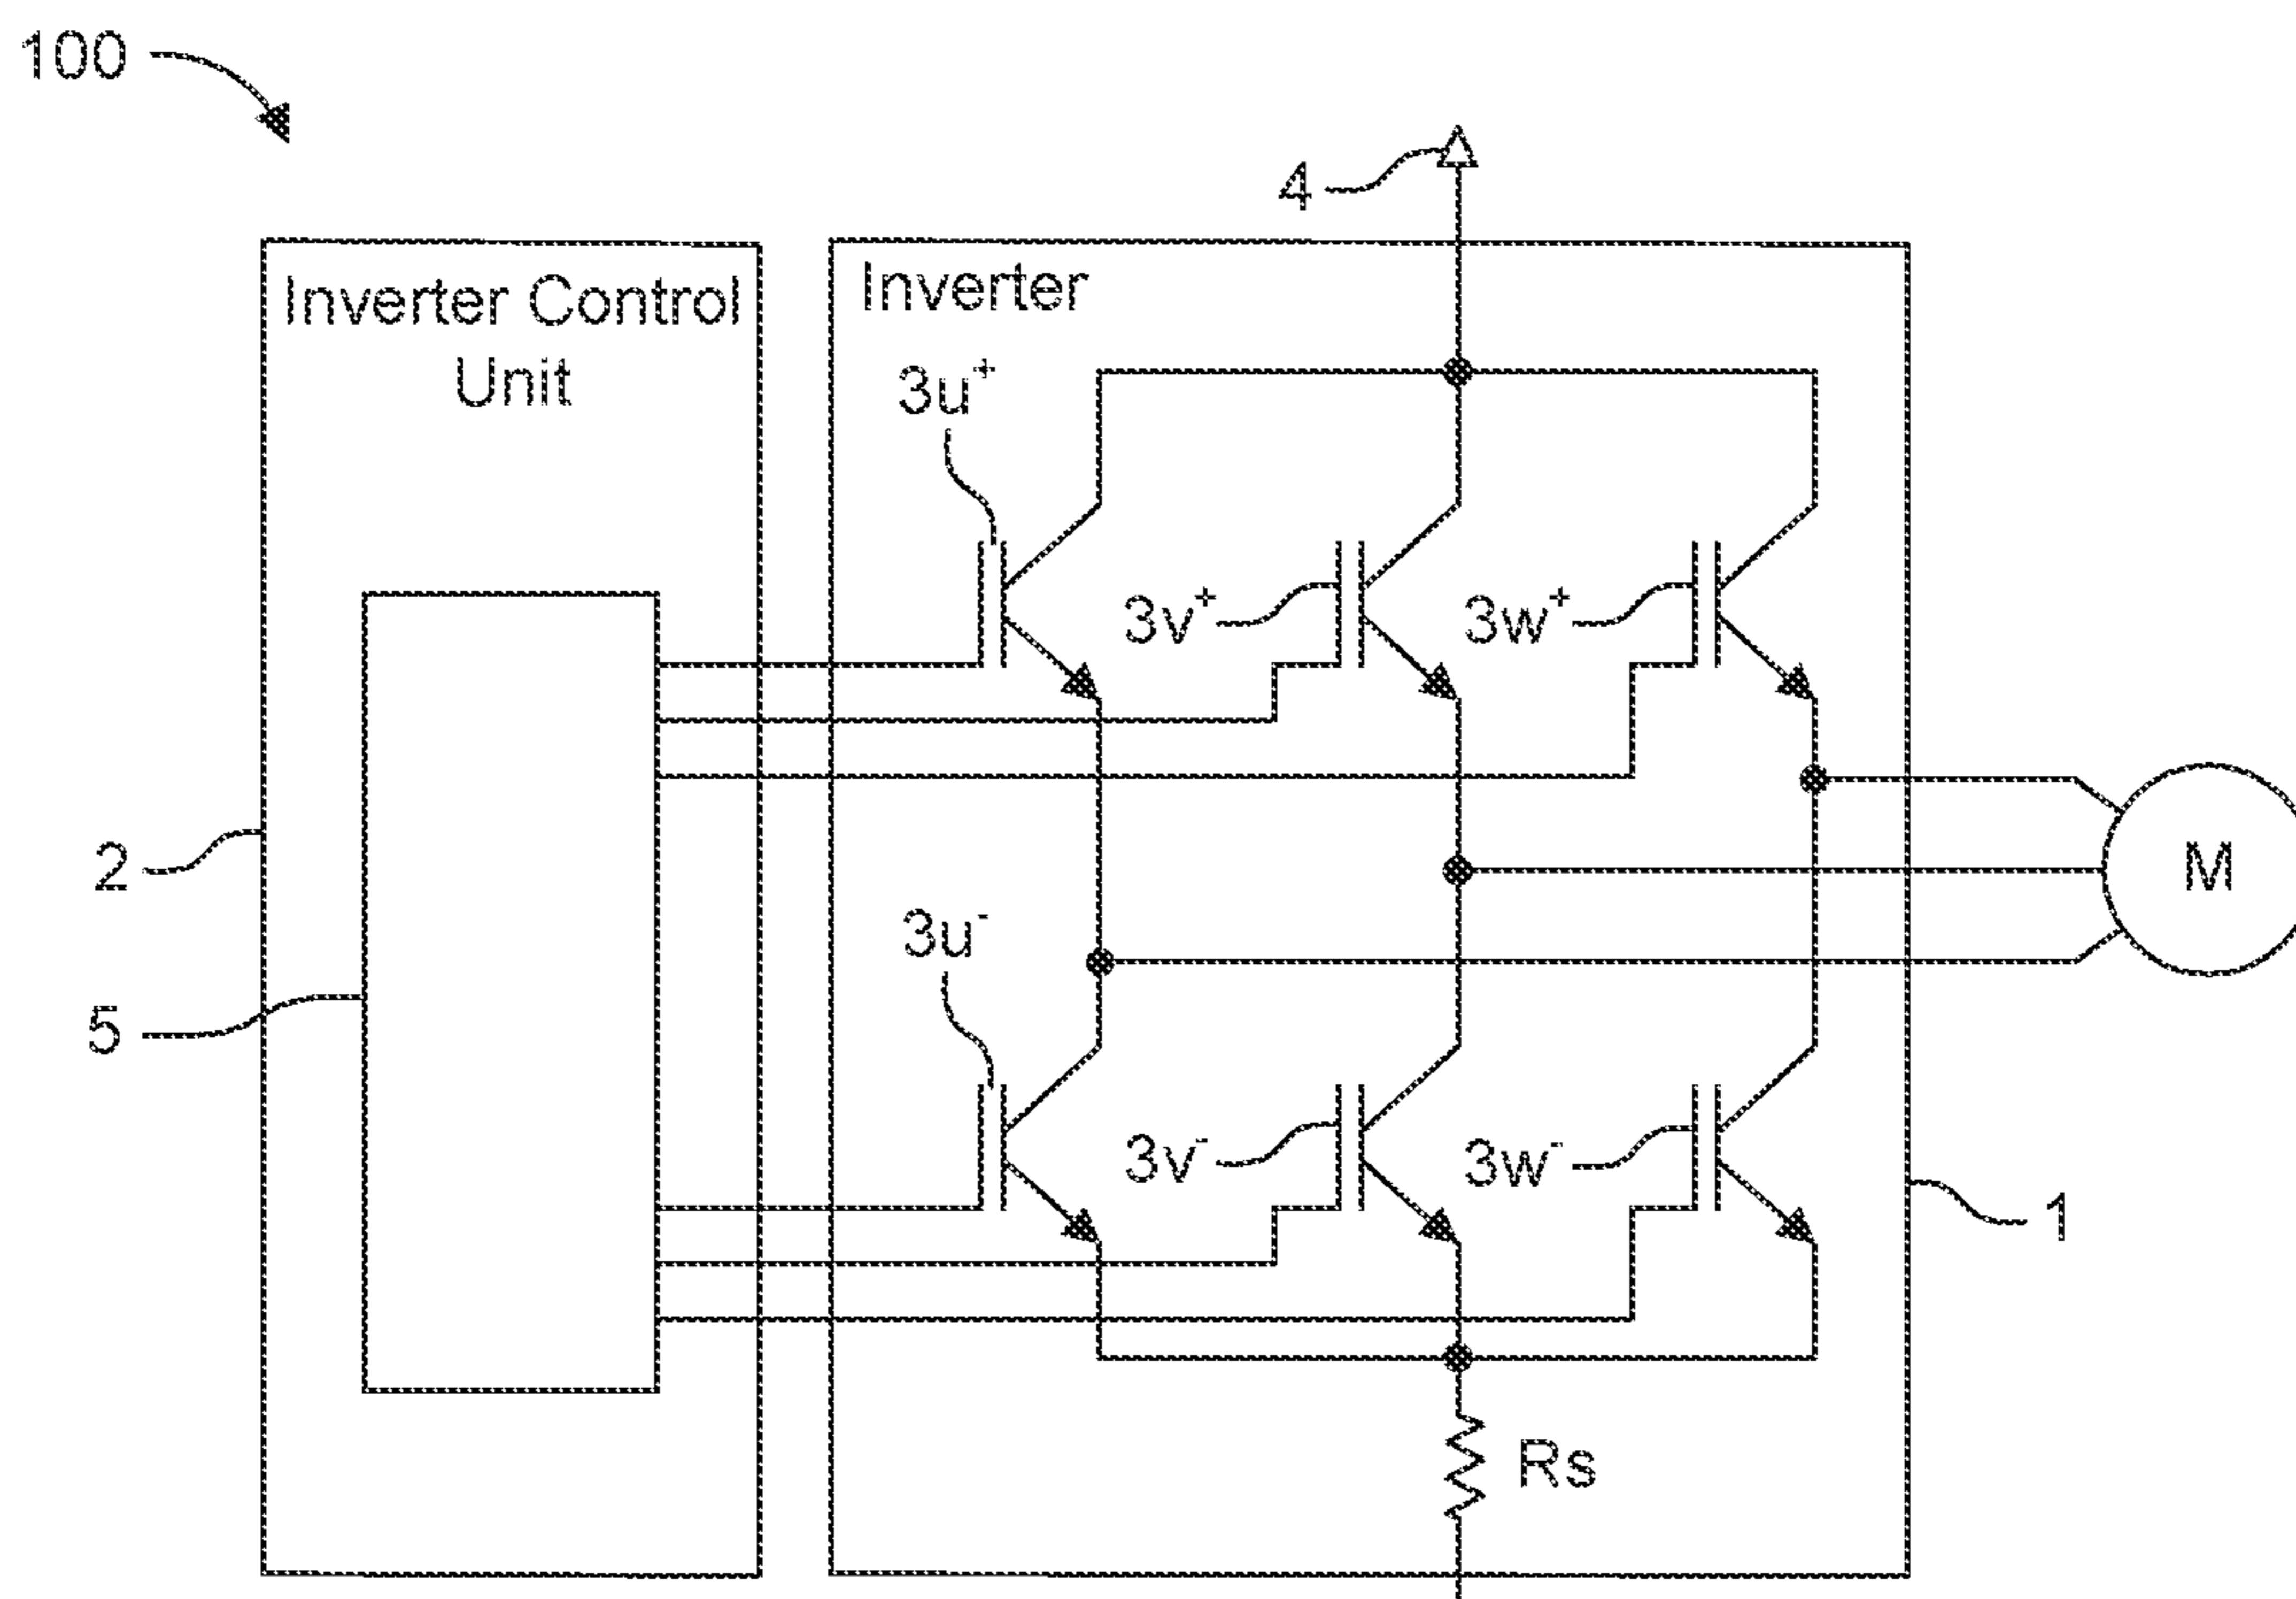 100
4
Inverter Control
Unit
Inverter
3u⁺
3v⁺
3w⁺
2
M
3u⁻
5
3v⁻
3w⁻
1
Rs